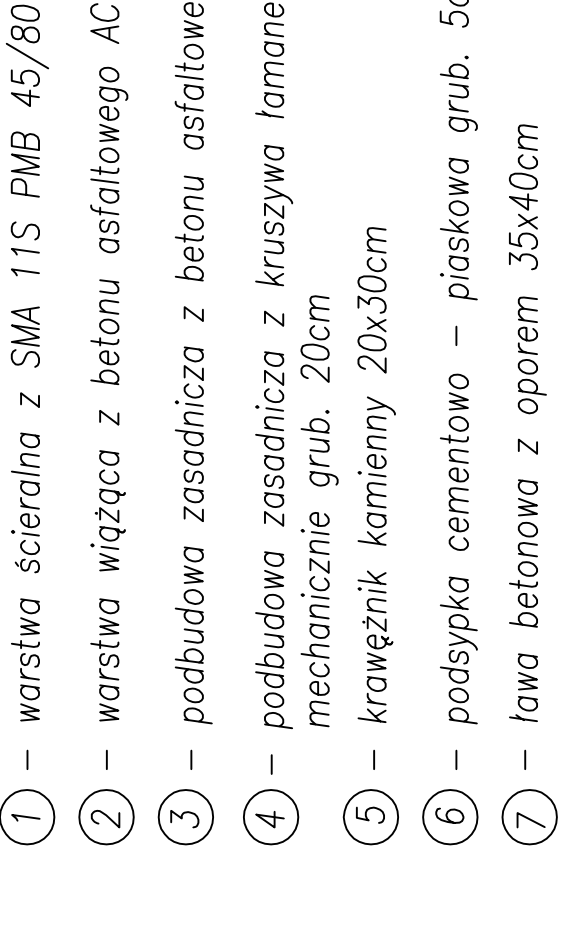 1 – warstwa ścieralna z SMA 11S PMB 45/80
2 – warstwa wiążąca z betonu asfaltowego AC
3 – podbudowa zasadnicza z betonu asfaltowe
4 – podbudowa zasadnicza z kruszywa łamane
mechanicznie grub. 20cm
5 – krawężnik kamienny 20x30cm
6 – podsypka cementowo – piaskowa grub. 5c
7 – ława betonowa z oporem 35x40cm